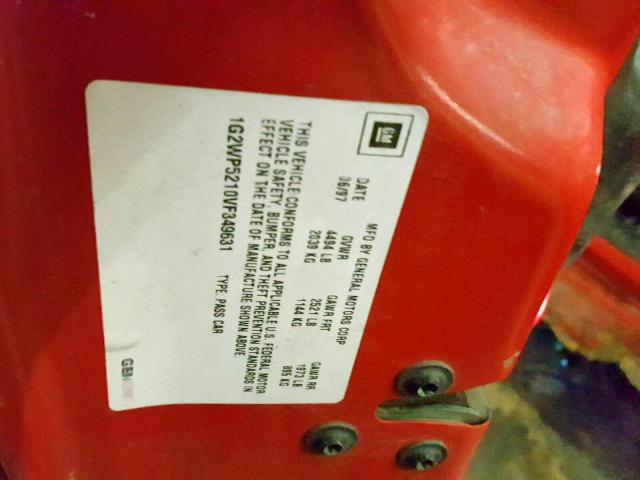 GM
MFD BY GENERAL MOTORS CORP
DATE GVWR GAWR FRT GAWR RR
06/97 4494 LB 2521 LB 1973 LB
2039 KG 1144 KG 895 KG
THIS VEHICLE CONFORMS TO ALL APPLICABLE U.S. FEDERAL MOTOR
VEHICLE SAFETY, BUMPER, AND THEFT PREVENTION STANDARDS IN
EFFECT ON THE DATE OF MANUFACTURE SHOWN ABOVE.
1G2WP5210VF349631 TYPE: PASS CAR